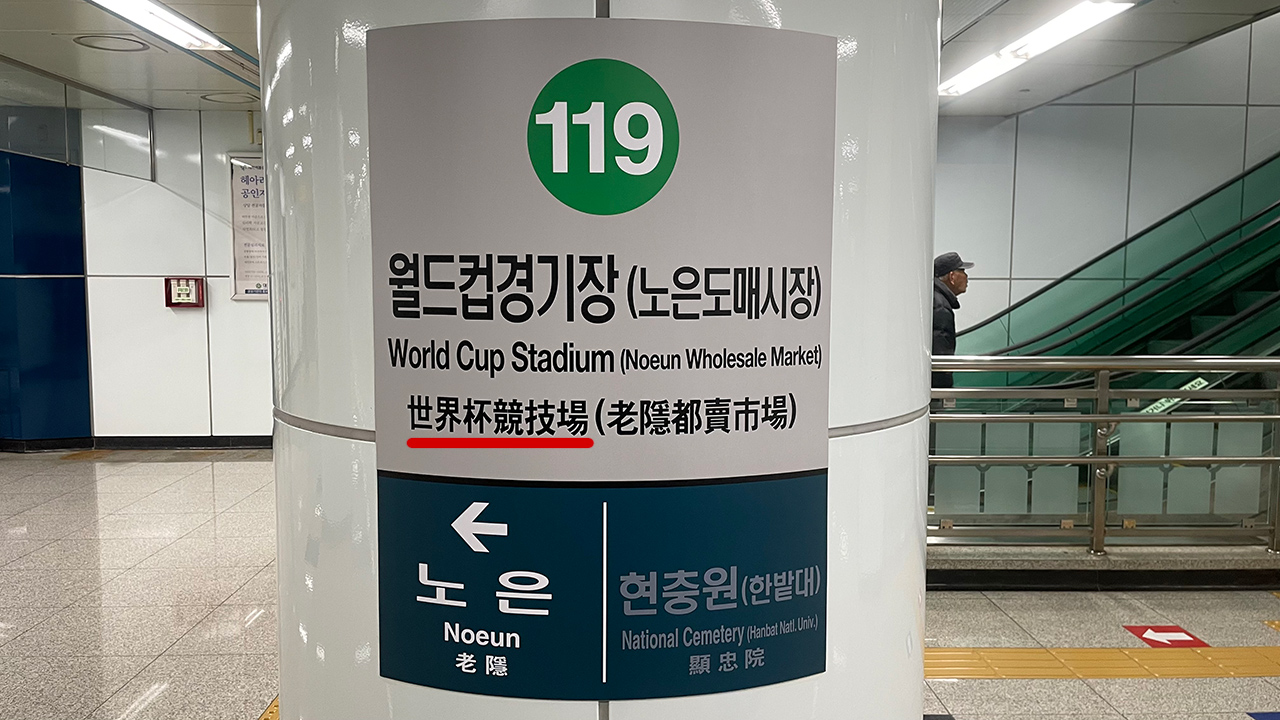 119
월드컵경기장 (노은도매시장)
World Cup Stadium (Noeun Wholesale Market)
世界杯競技場 (老隱都賣市場)
노은
Noeun
老隱
현충원(한밭대)
National Cemetery (Hanbat Natl. Univ.)
顯忠院